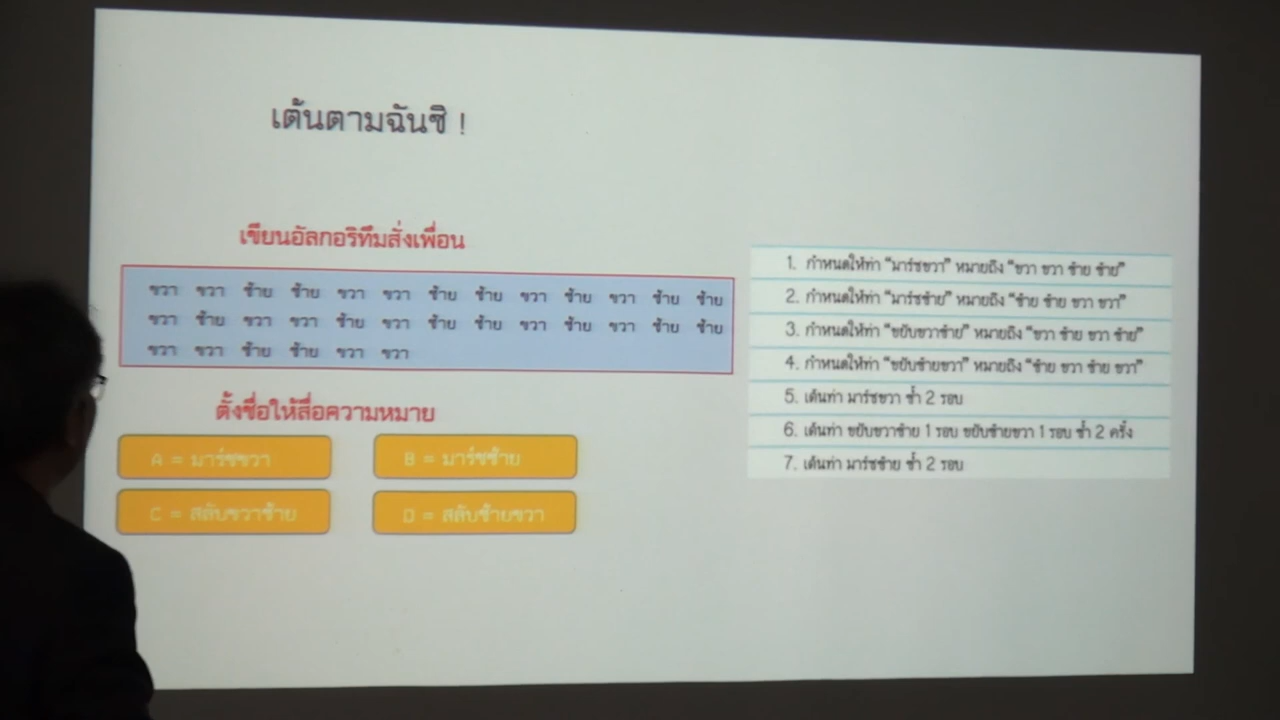 เต้นตามฉันซิ !
เขียนอัลกอริทึมสั่งเพื่อน
ขวา ขวา ซ้าย ซ้าย ขวา ขวา ซ้าย ซ้าย ขวา ซ้าย ขวา ซ้าย ซ้าย
ขวา ซ้าย ขวา ขวา ซ้าย ขวา ซ้าย ซ้าย ขวา ซ้าย ขวา ซ้าย ซ้าย
ขวา ขวา ซ้าย ซ้าย ขวา ขวา
ตั้งชื่อให้สื่อความหมาย
A = มาร์ชขวา
B = มาร์ชซ้าย
C = สลับขวาซ้าย
D = สลับซ้ายขวา
1. กำหนดให้ท่า “มาร์ชขวา” หมายถึง “ขวา ขวา ซ้าย ซ้าย”
2. กำหนดให้ท่า “มาร์ชซ้าย” หมายถึง “ซ้าย ซ้าย ขวา ขวา”
3. กำหนดให้ท่า “ขยับขวาซ้าย” หมายถึง “ขวา ซ้าย ขวา ซ้าย”
4. กำหนดให้ท่า “ขยับซ้ายขวา” หมายถึง “ซ้าย ขวา ซ้าย ขวา”
5. เต้นท่า มาร์ชขวา ซ้ำ 2 รอบ
6. เต้นท่า ขยับขวาซ้าย 1 รอบ ขยับซ้ายขวา 1 รอบ ซ้ำ 2 ครั้ง
7. เต้นท่า มาร์ชซ้าย ซ้ำ 2 รอบ